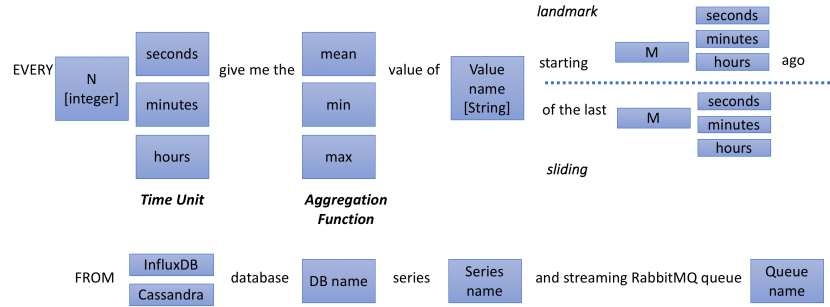 landmark
seconds
minutes
hours
EVERY
N
[integer]
seconds
minutes
hours
Time Unit
give me the
mean
min
max
Aggregation
Function
value of
Value
name
[String]
starting
M
ago
of the last
M
seconds
minutes
hours
sliding
FROM
InfluxDB
Cassandra
database
DB name
series
Series
name
and streaming RabbitMQ queue
Queue
name